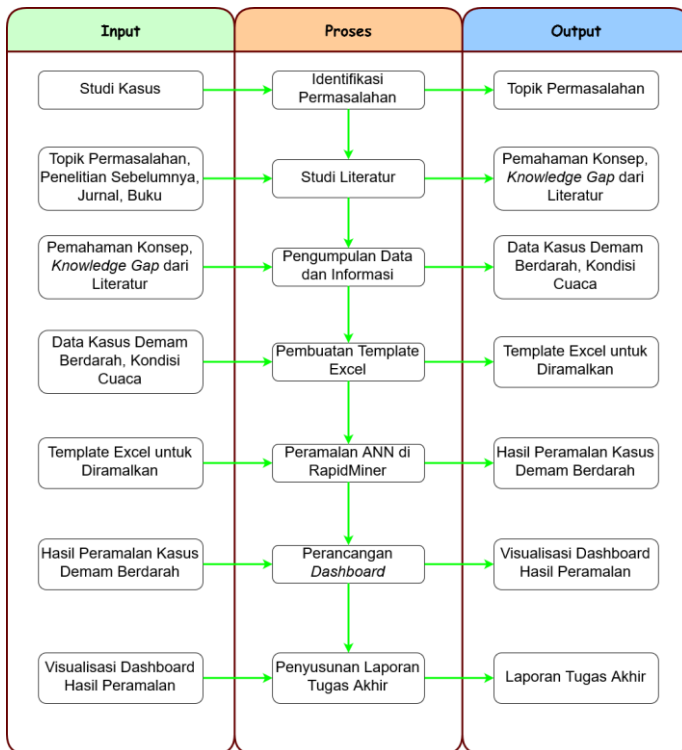 Input
Proses
Output
Studi Kasus
Identifikasi
Permasalahan
Topik Permasalahan
Topik Permasalahan,
Penelitian Sebelumnya,
Jurnal, Buku
Studi Literatur
Pemahaman Konsep,
Knowledge Gap dari
Literatur
Pemahaman Konsep,
Knowledge Gap dari
Literatur
Pengumpulan Data
dan Informasi
Data Kasus Demam
Berdarah, Kondisi
Cuaca
Data Kasus Demam
Berdarah, Kondisi
Cuaca
Pembuatan Template
Excel
Template Excel untuk
Diramalkan
Template Excel untuk
Diramalkan
Peramalan ANN di
RapidMiner
Hasil Peramalan Kasus
Demam Berdarah
Hasil Peramalan Kasus
Demam Berdarah
Perancangan
Dashboard
Visualisasi Dashboard
Hasil Peramalan
Visualisasi Dashboard
Hasil Peramalan
Penyusunan Laporan
Tugas Akhir
Laporan Tugas Akhir